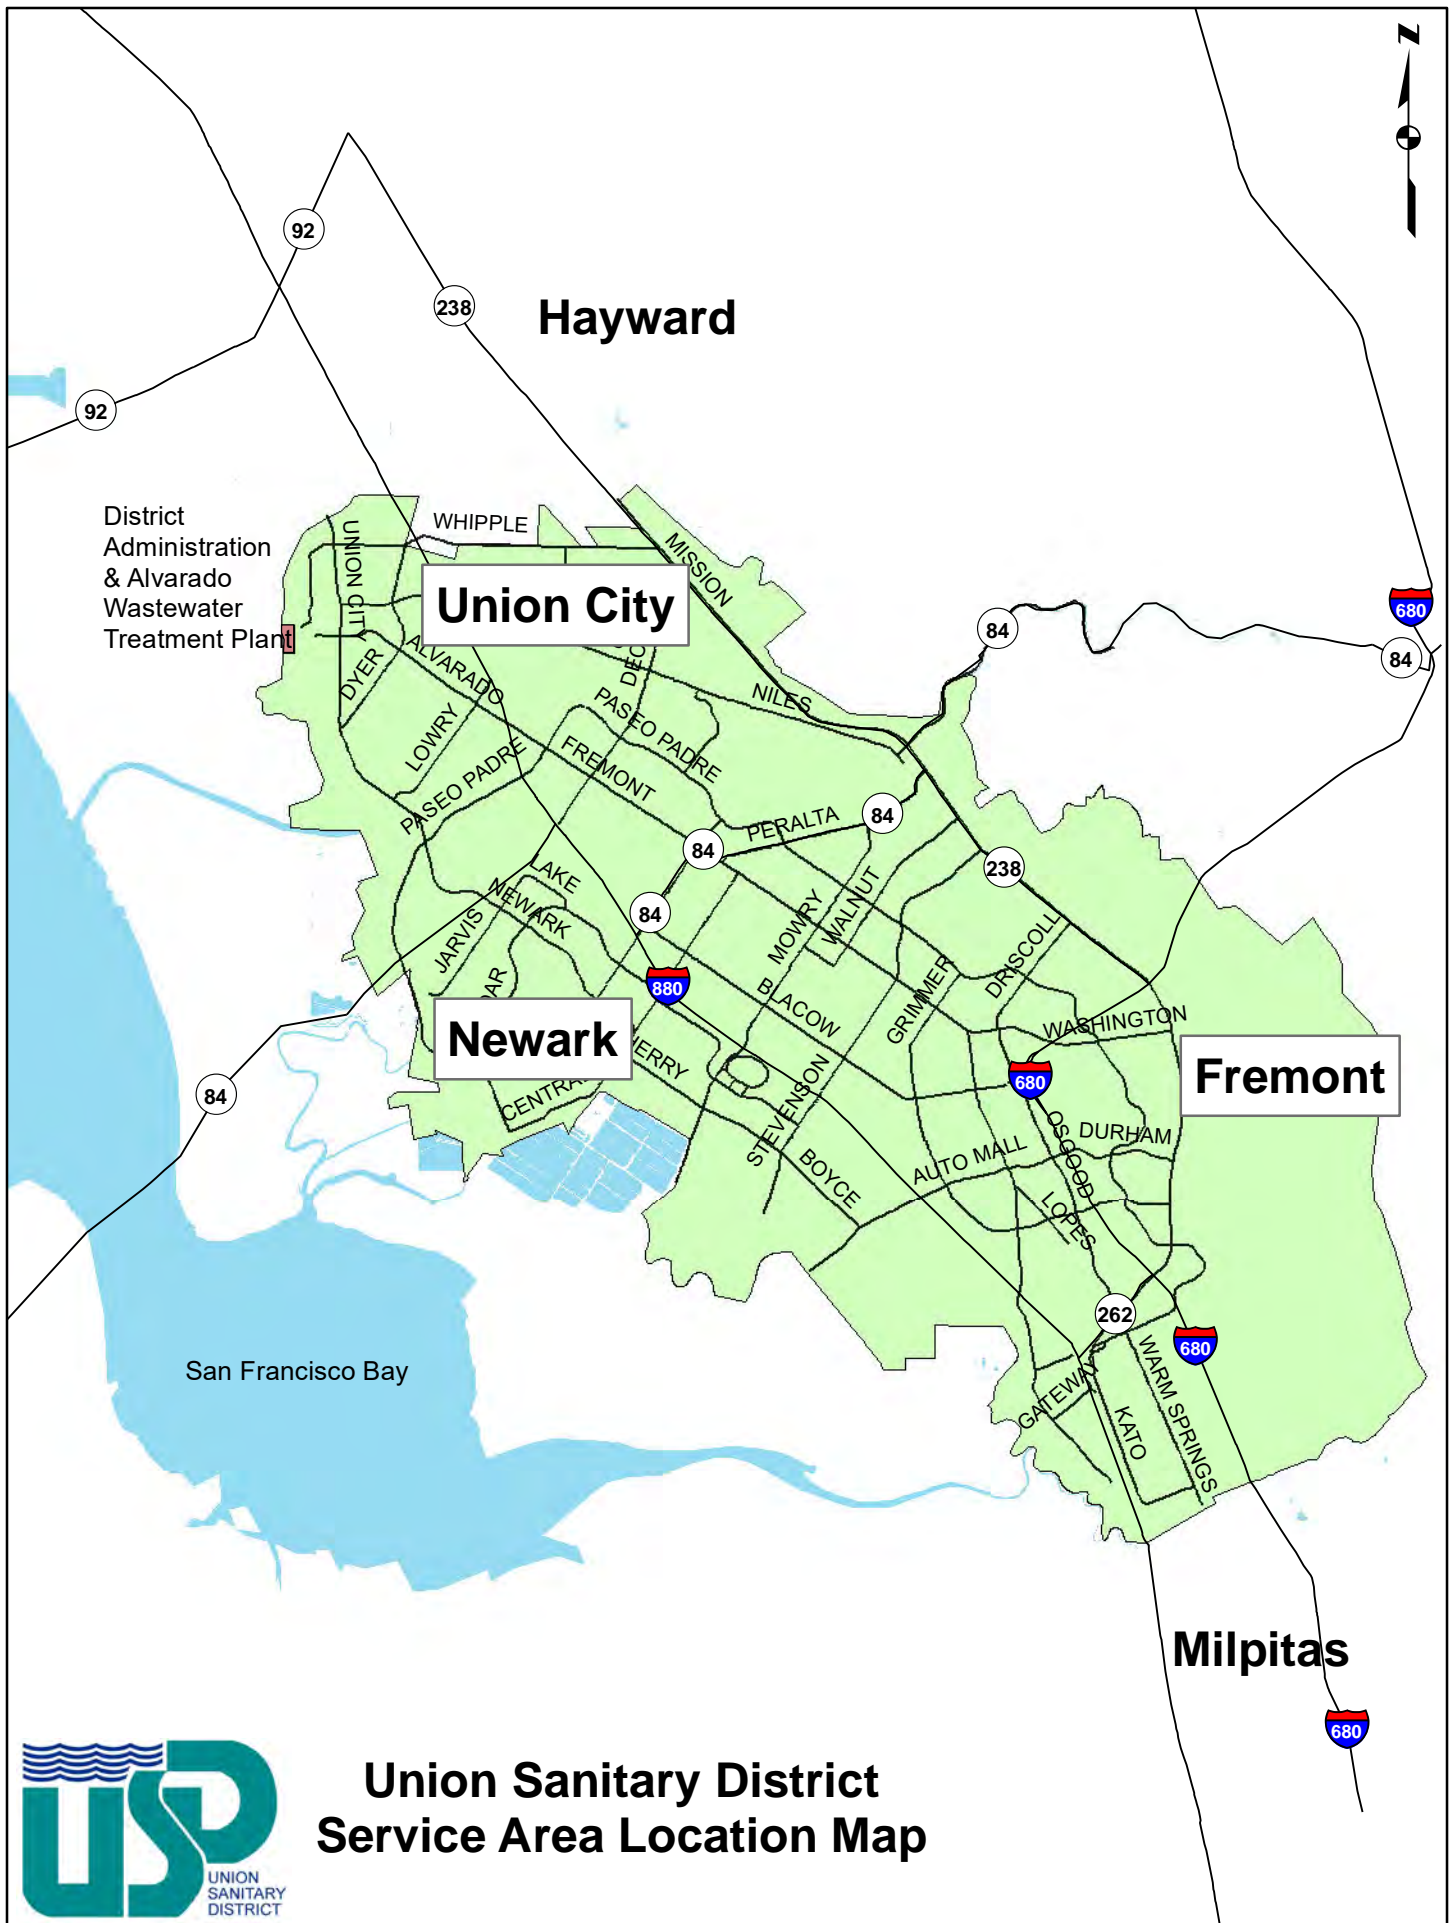 N
92
238
Hayward
92
District
Administration
& Alvarado
Wastewater
Treatment Plant
WHIPPLE
UNION CITY
MISSION
Union City
680
84
84
DYER
ALVARADO
LOWRY
PASEO PADRE
NILES
PASEO PADRE
FREMONT
PERALTA
84
84
238
LAKE
NEWARK
84
JARVIS
MOWRY
WALNUT
880
BLACOW
GRIMMER
DRISCOLL
WASHINGTON
Newark
Fremont
680
84
STEVENSON
BOYCE
AUTO MALL
OSGOOD
DURHAM
LOPES
262
680
San Francisco Bay
GATEWAY
KATO
WARM SPRINGS
Milpitas
680
Union Sanitary District
Service Area Location Map
USD
UNION
SANITARY
DISTRICT